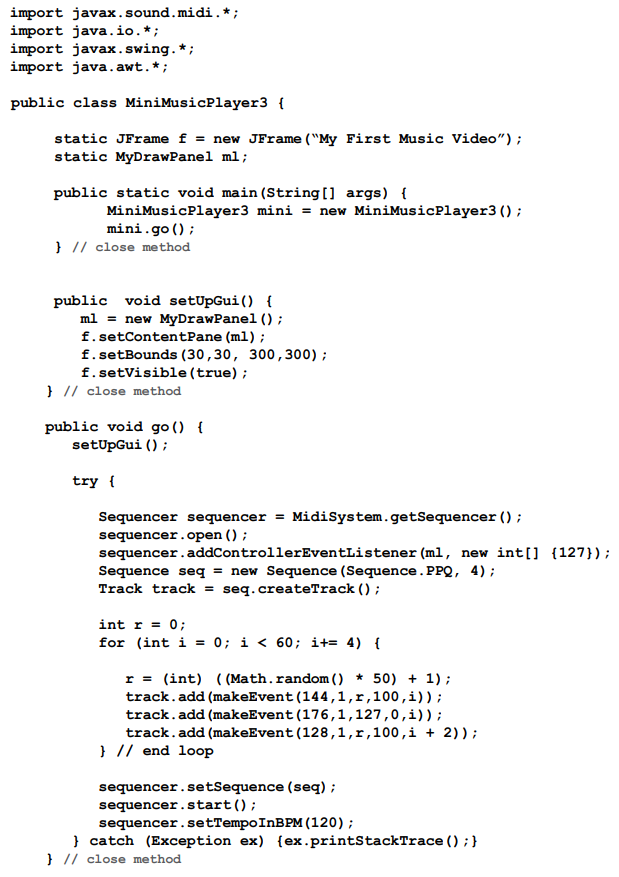 import javax.sound.midi.*;
import java.io.*;
import javax.swing.*;
import java.awt.*;

public class MiniMusicPlayer3 {

     static JFrame f = new JFrame(“My First Music Video”);
     static MyDrawPanel ml;

     public static void main(String[] args) {
           MiniMusicPlayer3 mini = new MiniMusicPlayer3();
           mini.go();
     } // close method


     public  void setUpGui() {
        ml = new MyDrawPanel();
        f.setContentPane(ml);
        f.setBounds(30,30, 300,300);
        f.setVisible(true);
    } // close method

    public void go() {
       setUpGui();

       try {

          Sequencer sequencer = MidiSystem.getSequencer();
          sequencer.open();
          sequencer.addControllerEventListener(ml, new int[] {127});
          Sequence seq = new Sequence(Sequence.PPQ, 4);
          Track track = seq.createTrack();

          int r = 0;
          for (int i = 0; i < 60; i+= 4) {

             r = (int) ((Math.random() * 50) + 1);
             track.add(makeEvent(144,1,r,100,i));
             track.add(makeEvent(176,1,127,0,i));
             track.add(makeEvent(128,1,r,100,i + 2));
          } // end loop

          sequencer.setSequence(seq);
          sequencer.start();
          sequencer.setTempoInBPM(120);
       } catch (Exception ex) {ex.printStackTrace();}
    } // close method